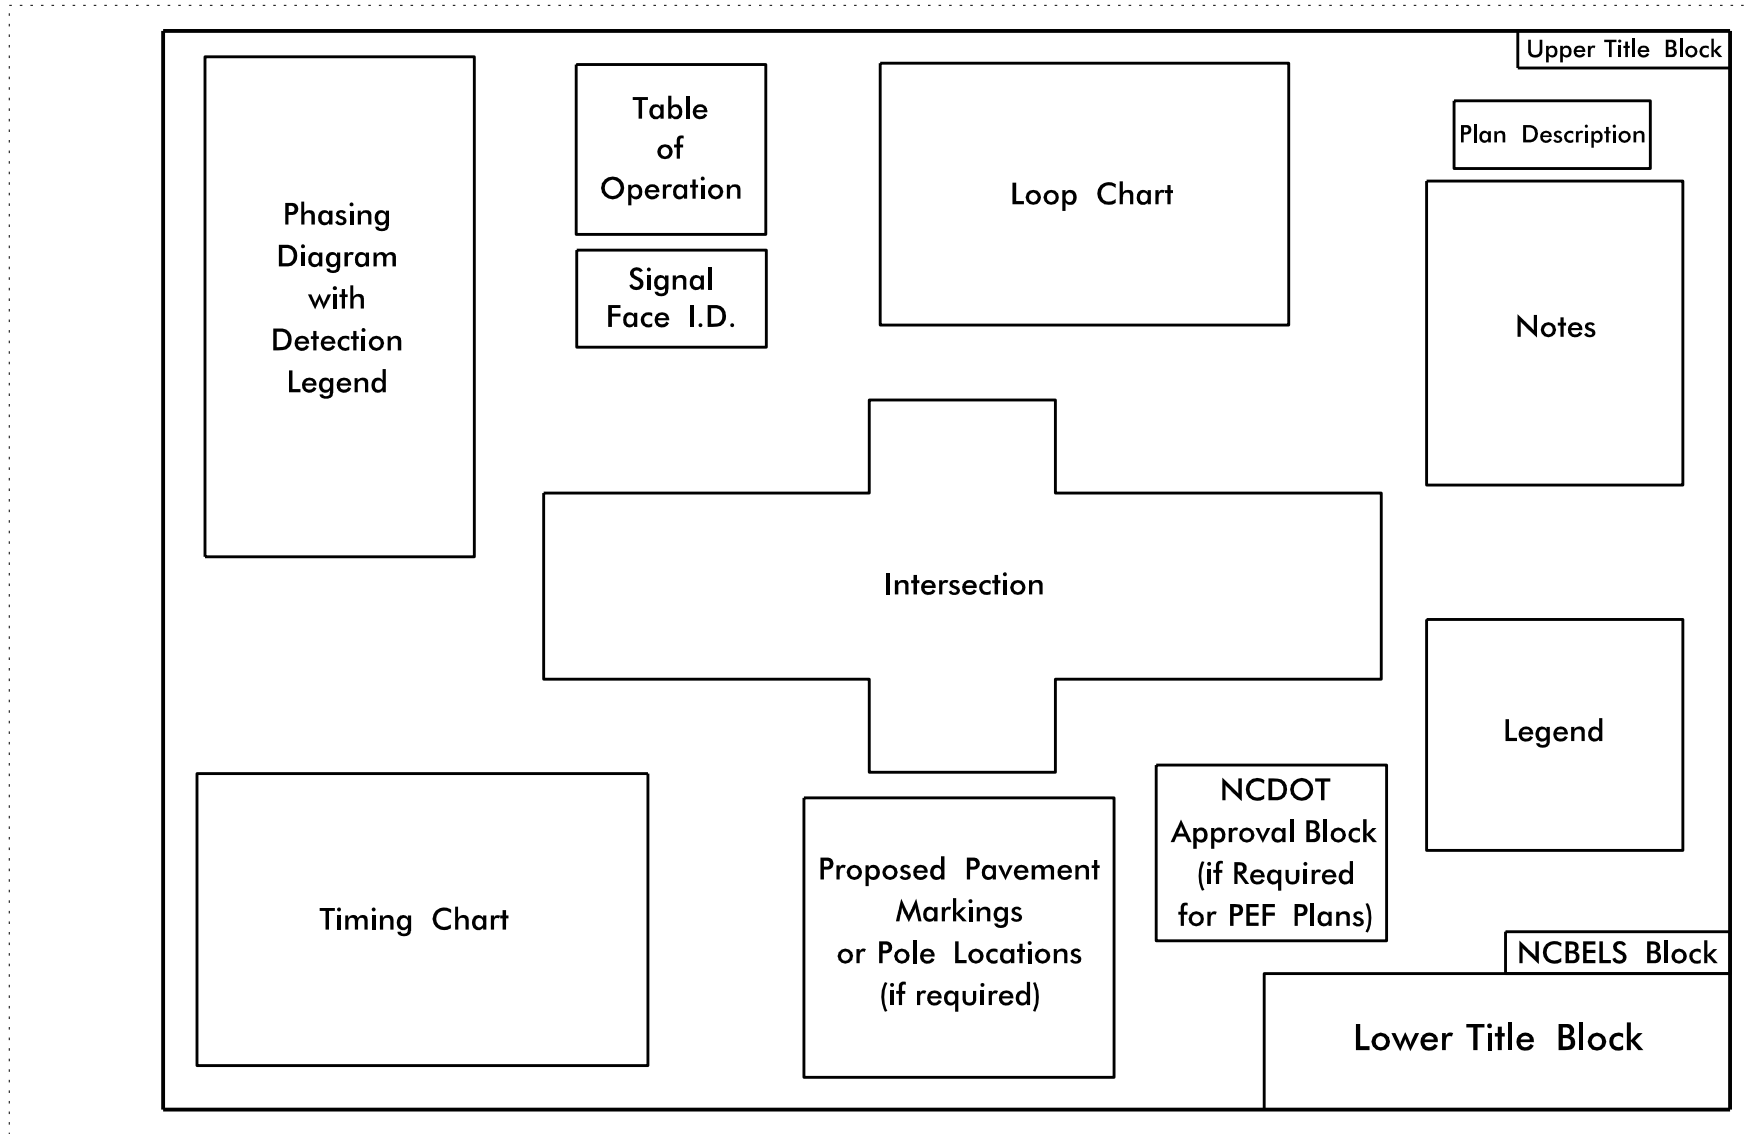 Upper Title Block
Phasing
Diagram
with
Detection
Legend
Table
of
Operation
Signal
Face I.D.
Loop Chart
Plan Description
Notes
Intersection
Legend
Timing Chart
Proposed Pavement
Markings
or Pole Locations
(if required)
NCDOT
Approval Block
(if Required
for PEF Plans)
NCBELS Block
Lower Title Block